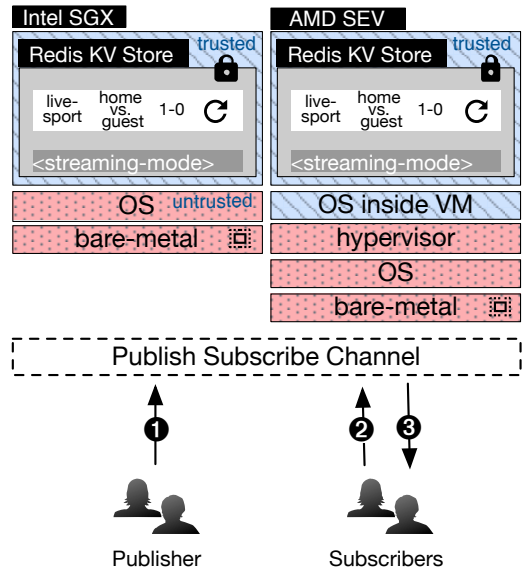 Intel SGX
Redis KV Store
trusted
live-
sport
home
vs.
guest
1-0
<streaming-mode>
OS
untrusted
bare-metal
AMD SEV
Redis KV Store
trusted
live-
sport
home
vs.
guest
1-0
<streaming-mode>
OS inside VM
hypervisor
OS
bare-metal
Publish Subscribe Channel
1
2
3
Publisher
Subscribers